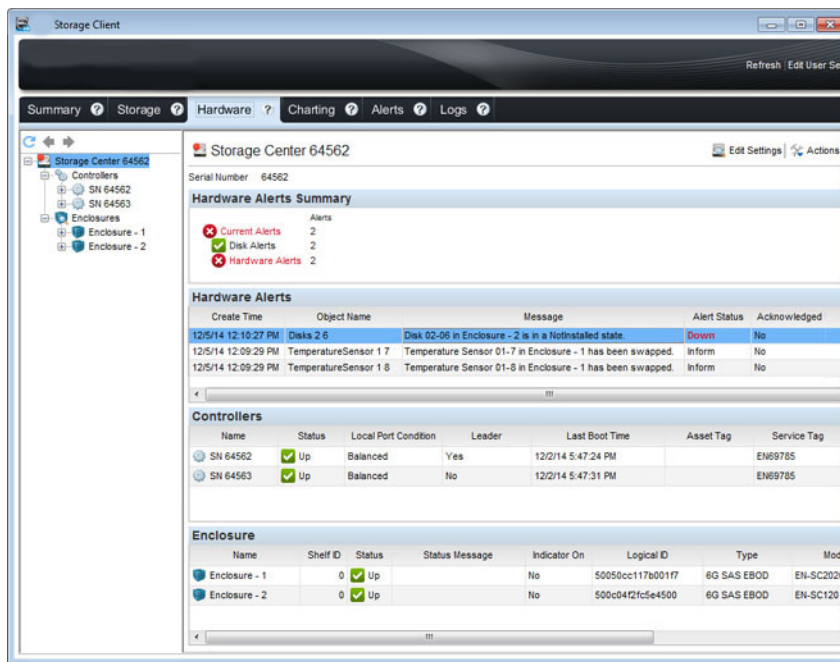 Storage Client
Refresh Edit User Se
Summary ? Storage ? Hardware ? Charting ? Alerts ? Logs ?
Storage Center 64562
Controllers
SN 64562
SN 64563
Enclosures
Enclosure - 1
Enclosure - 2
Storage Center 64562 Edit Settings Actions
Serial Number 64562
Hardware Alerts Summary
Alerts
Current Alerts 2
Disk Alerts 2
Hardware Alerts 2
Hardware Alerts
Create Time Object Name Message Alert Status Acknowledged
12/5/14 12:10:27 PM Disks 2 6 Disk 02-06 in Enclosure - 2 is in a NotInstalled state. Down No
12/5/14 12:09:29 PM TemperatureSensor 1 7 Temperature Sensor 01-7 in Enclosure - 1 has been swapped. Inform No
12/5/14 12:09:29 PM TemperatureSensor 1 8 Temperature Sensor 01-8 in Enclosure - 1 has been swapped. Inform No
Controllers
Name Status Local Port Condition Leader Last Boot Time Asset Tag Service Tag
SN 64562 Up Balanced Yes 12/2/14 5:47:24 PM EN69785
SN 64563 Up Balanced No 12/2/14 5:47:31 PM EN69785
Enclosure
Name Shelf ID Status Status Message Indicator On Logical ID Type Mod
Enclosure - 1 0 Up No 50050cc117b001f7 6G SAS EBOD EN-SC202
Enclosure - 2 0 Up No 500c04f2fc5e4500 6G SAS EBOD EN-SC120